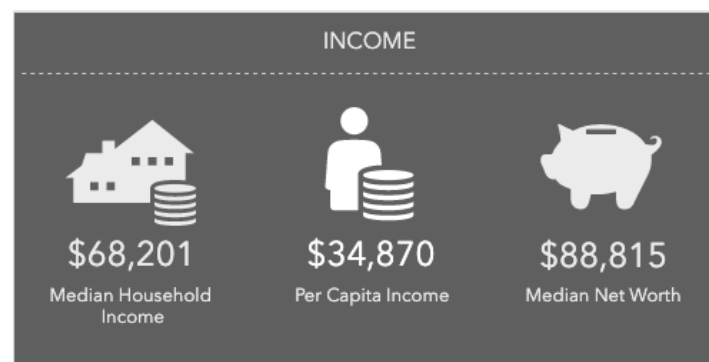 INCOME
$68,201
Median Household
Income
$34,870
Per Capita Income
$88,815
Median Net Worth